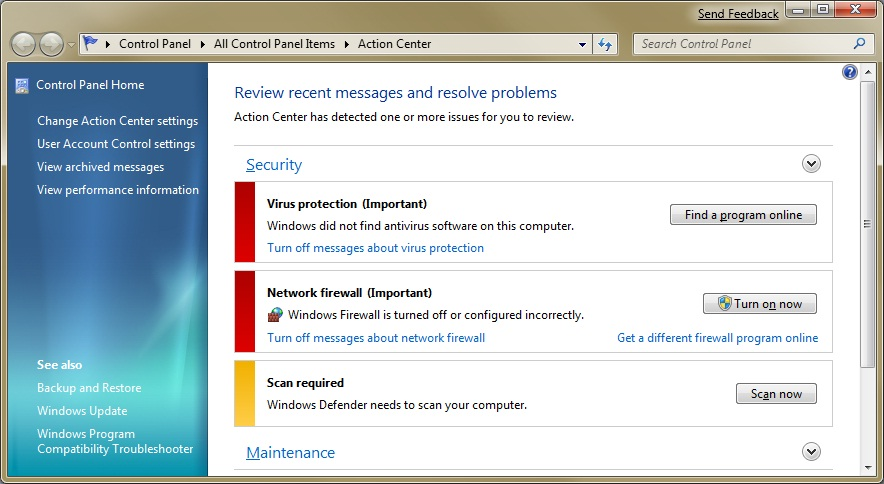 Send Feedback
Control Panel
All Control Panel Items
Action Center
Search Control Panel
Control Panel Home
Change Action Center settings
User Account Control settings
View archived messages
View performance information
See also
Backup and Restore
Windows Update
Windows Program
Compatibility Troubleshooter
Review recent messages and resolve problems
Action Center has detected one or more issues for you to review.
Security
Virus protection (Important)
Windows did not find antivirus software on this computer.
Find a program online
Turn off messages about virus protection
Network firewall (Important)
Windows Firewall is turned off or configured incorrectly.
Turn on now
Turn off messages about network firewall
Get a different firewall program online
Scan required
Windows Defender needs to scan your computer.
Scan now
Maintenance